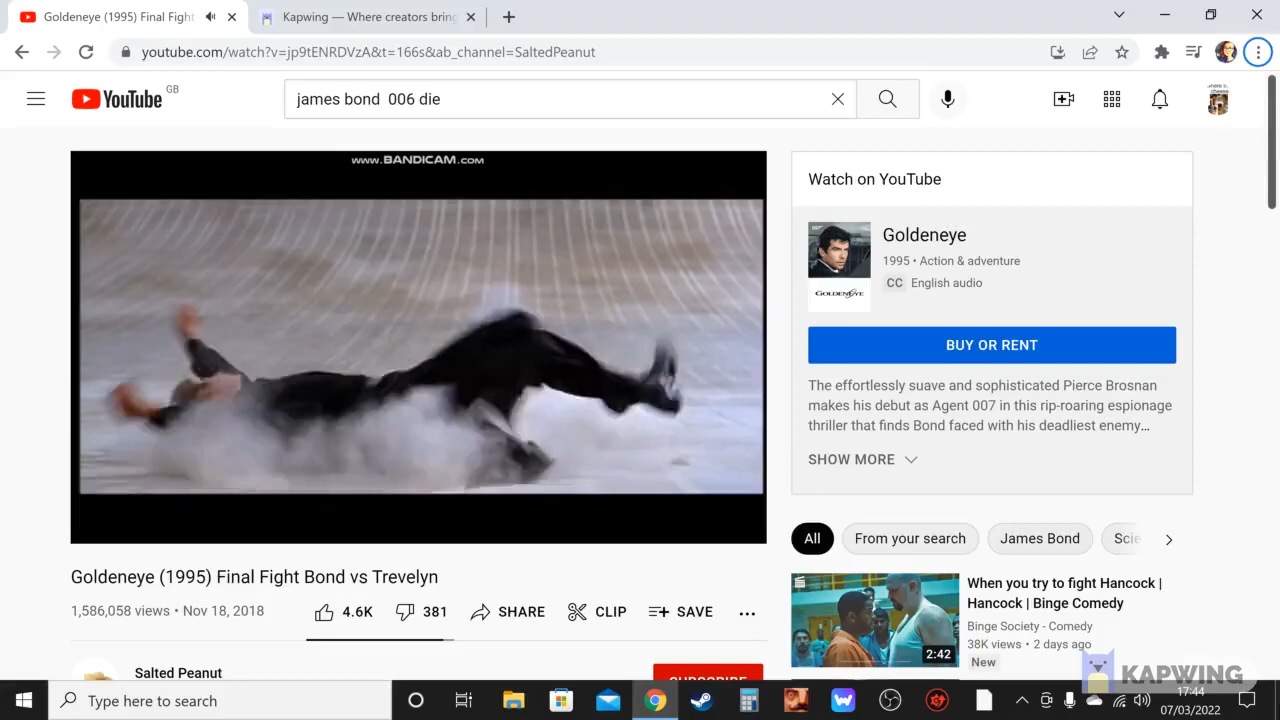 Goldeneye (1995) Final Fight
Kapwing — Where creators bring
youtube.com/watch?v=jp9tENRDVzA&t=166s&ab_channel=SaltedPeanut
YouTube GB
james bond  006 die
www.BANDICAM.com
Watch on YouTube
Goldeneye
1995 • Action & adventure
CC English audio
GOLDENEYE
BUY OR RENT
The effortlessly suave and sophisticated Pierce Brosnan
makes his debut as Agent 007 in this rip-roaring espionage
thriller that finds Bond faced with his deadliest enemy…
SHOW MORE
All
From your search
James Bond
Scie
Goldeneye (1995) Final Fight Bond vs Trevelyn
1,586,058 views • Nov 18, 2018
4.6K
381
SHARE
CLIP
SAVE
When you try to fight Hancock |
Hancock | Binge Comedy
Binge Society - Comedy
38K views • 2 days ago
New
2:42
Salted Peanut
SUBSCRIBE
KAPWING
Type here to search
17:44
07/03/2022